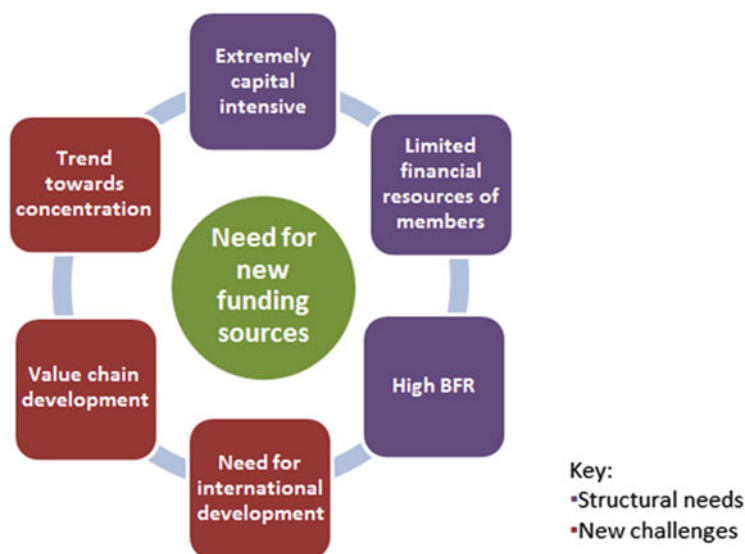 Extremely
capital
intensive
Limited
financial
resources of
members
High BFR
Need for
international
development
Value chain
development
Trend
towards
concentration
Need for
new
funding
sources
Key:
▪Structural needs
▪New challenges